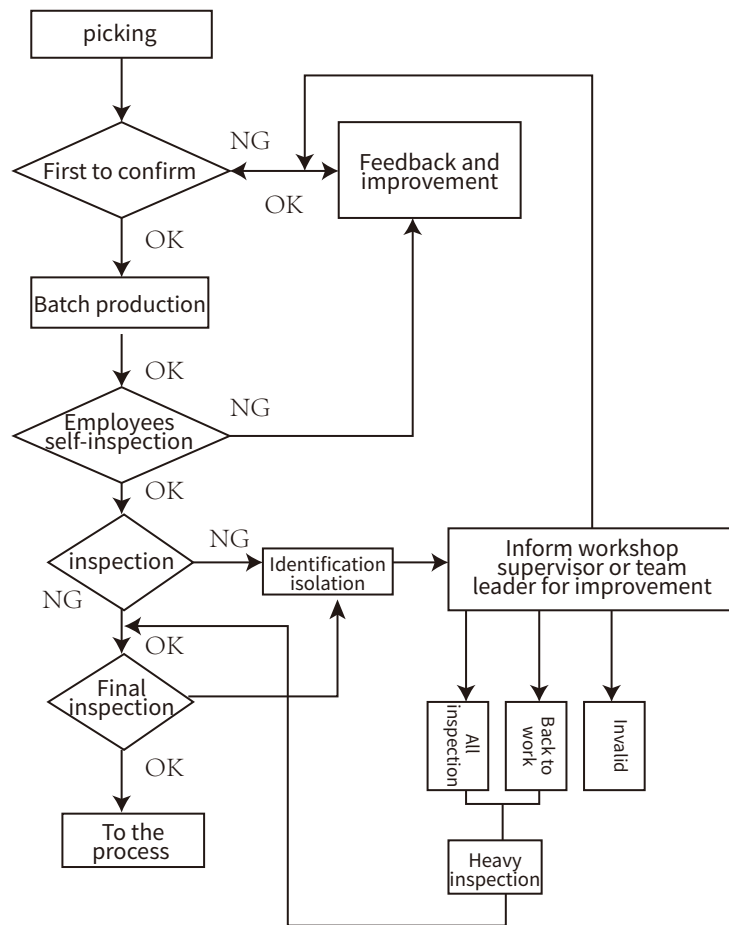 picking
NG
First to confirm
Feedback and
improvement
OK
OK
Batch production
OK
NG
Employees
self-inspection
OK
NG
inspection
Identification
isolation
Inform workshop
supervisor or team
leader for improvement
NG
OK
Final
inspection
All
inspection
Back to
work
Invalid
OK
To the
process
Heavy
inspection